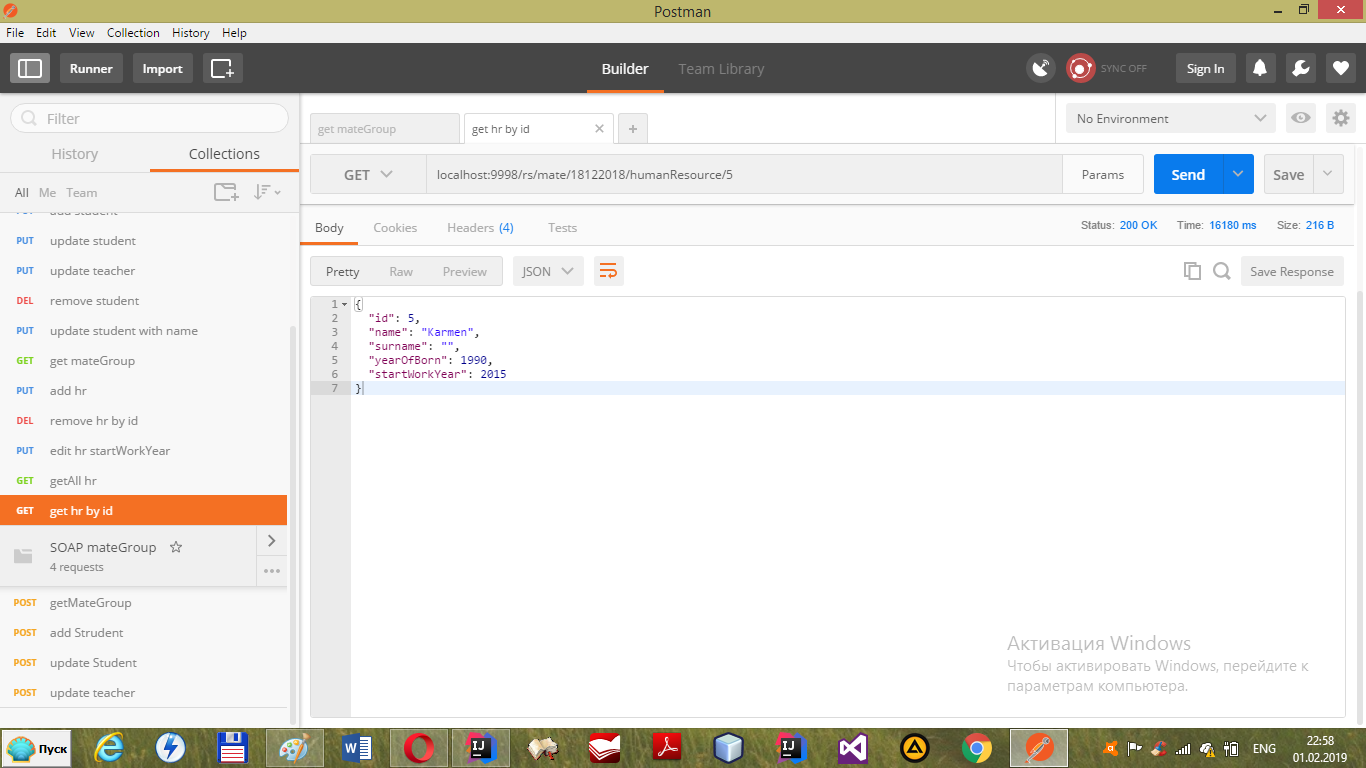 Postman
File Edit View Collection History Help
Runner Import Builder Team Library SYNC OFF Sign In
Filter
History Collections
All Me Team
add student
PUT update student
PUT update teacher
DEL remove student
PUT update student with name
GET get mateGroup
PUT add hr
DEL remove hr by id
PUT edit hr startWorkYear
GET getAll hr
GET get hr by id
SOAP mateGroup
4 requests
POST getMateGroup
POST add Strudent
POST update Student
POST update teacher
get mateGroup get hr by id No Environment
GET localhost:9998/rs/mate/18122018/humanResource/5 Params Send Save
Body Cookies Headers (4) Tests Status: 200 OK Time: 16180 ms Size: 216 B
Pretty Raw Preview JSON Save Response
1 {
2 "id": 5,
3 "name": "Karmen",
4 "surname": "",
5 "yearOfBorn": 1990,
6 "startWorkYear": 2015
7 }
Активация Windows
Чтобы активировать Windows, перейдите к
параметрам компьютера.
Пуск ENG 22:58
01.02.2019